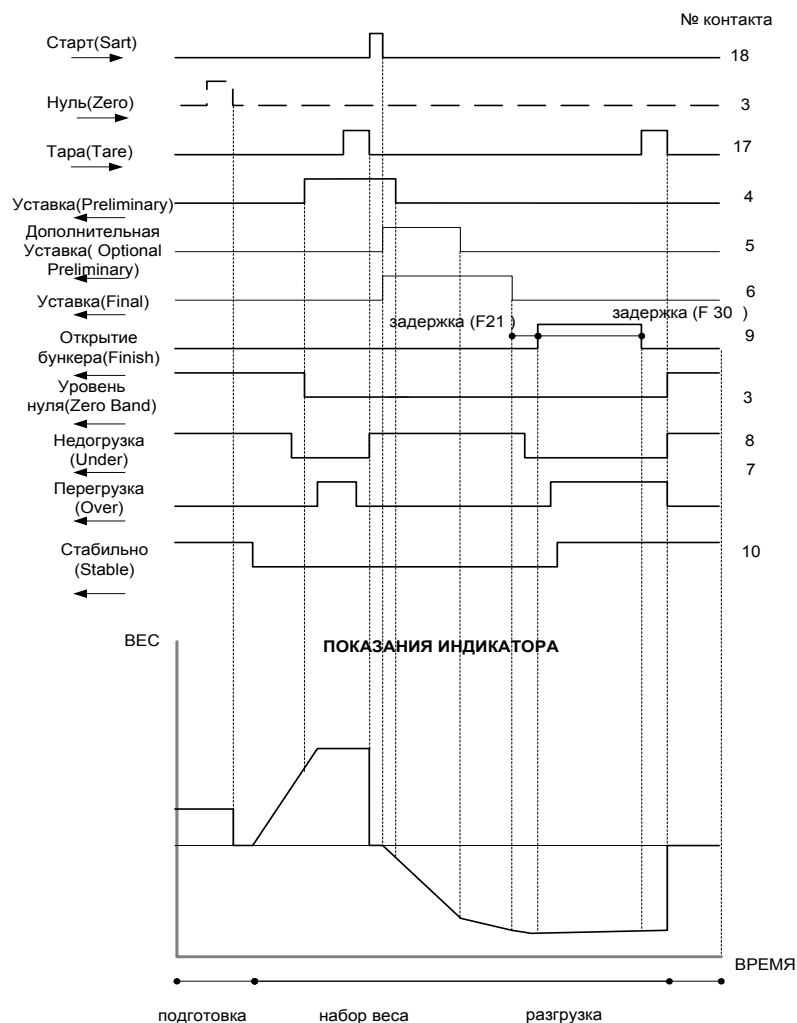 № контакта
Старт(Sart)
18
Нуль(Zero)
3
Тара(Tare)
17
Уставка(Preliminary)
4
Дополнительная
Уставка( Optional
Preliminary)
5
Уставка(Final)
6
задержка (F21 )
задержка (F 30 )
Открытие
бункера(Finish)
9
Уровень
нуля(Zero Band)
3
Недогрузка
(Under)
8
7
Перегрузка
(Over)
Стабильно
(Stable)
10
ВЕС
ПОКАЗАНИЯ ИНДИКАТОРА
ВРЕМЯ
подготовка
набор веса
разгрузка